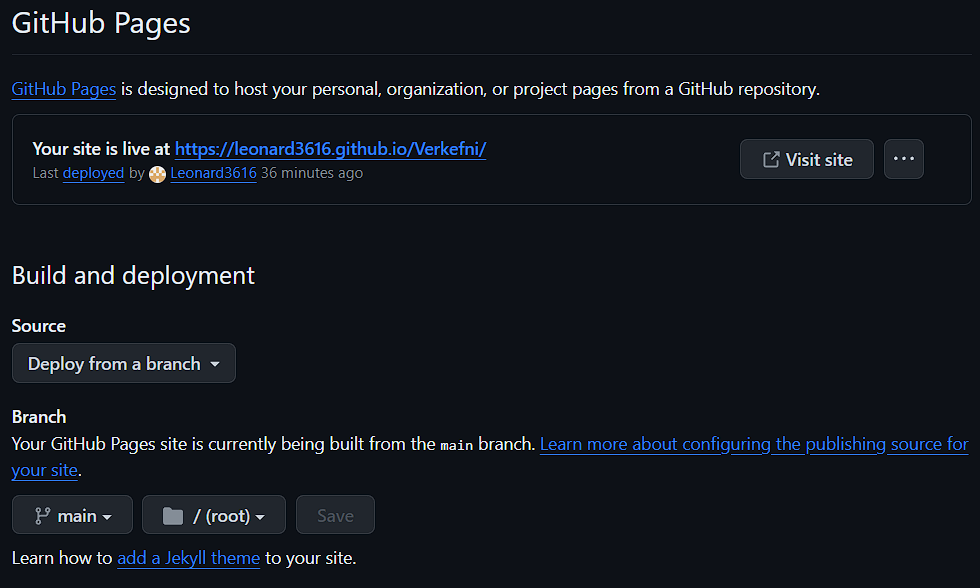 GitHub Pages
GitHub Pages is designed to host your personal, organization, or project pages from a GitHub repository.
Your site is live at https://leonard3616.github.io/Verkefni/
Last deployed by Leonard3616 36 minutes ago
Visit site
Build and deployment
Source
Deploy from a branch
Branch
Your GitHub Pages site is currently being built from the main branch. Learn more about configuring the publishing source for
your site.
main
/ (root)
Save
Learn how to add a Jekyll theme to your site.